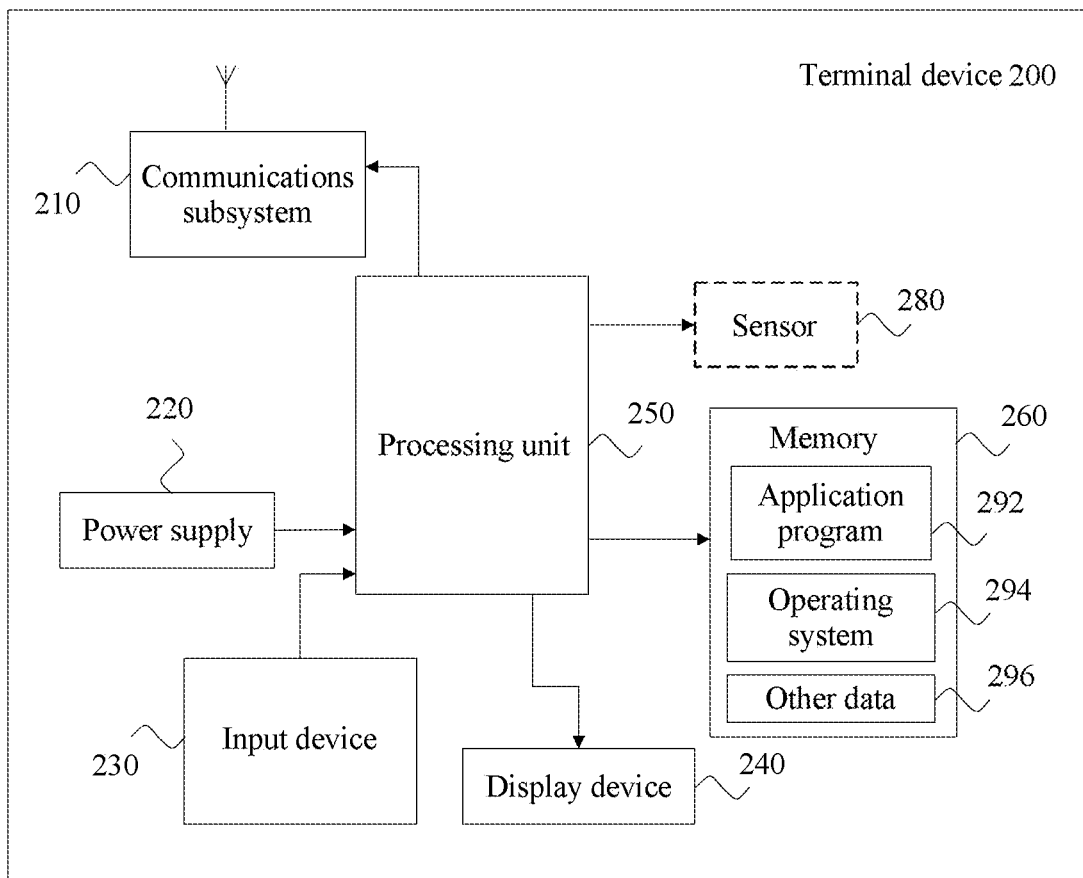 Terminal device 200
Communications
subsystem
210
Sensor
280
220
Processing unit
250
Memory
260
Power supply
Application
program
292
Operating
system
294
Other data
296
Input device
230
Display device
240